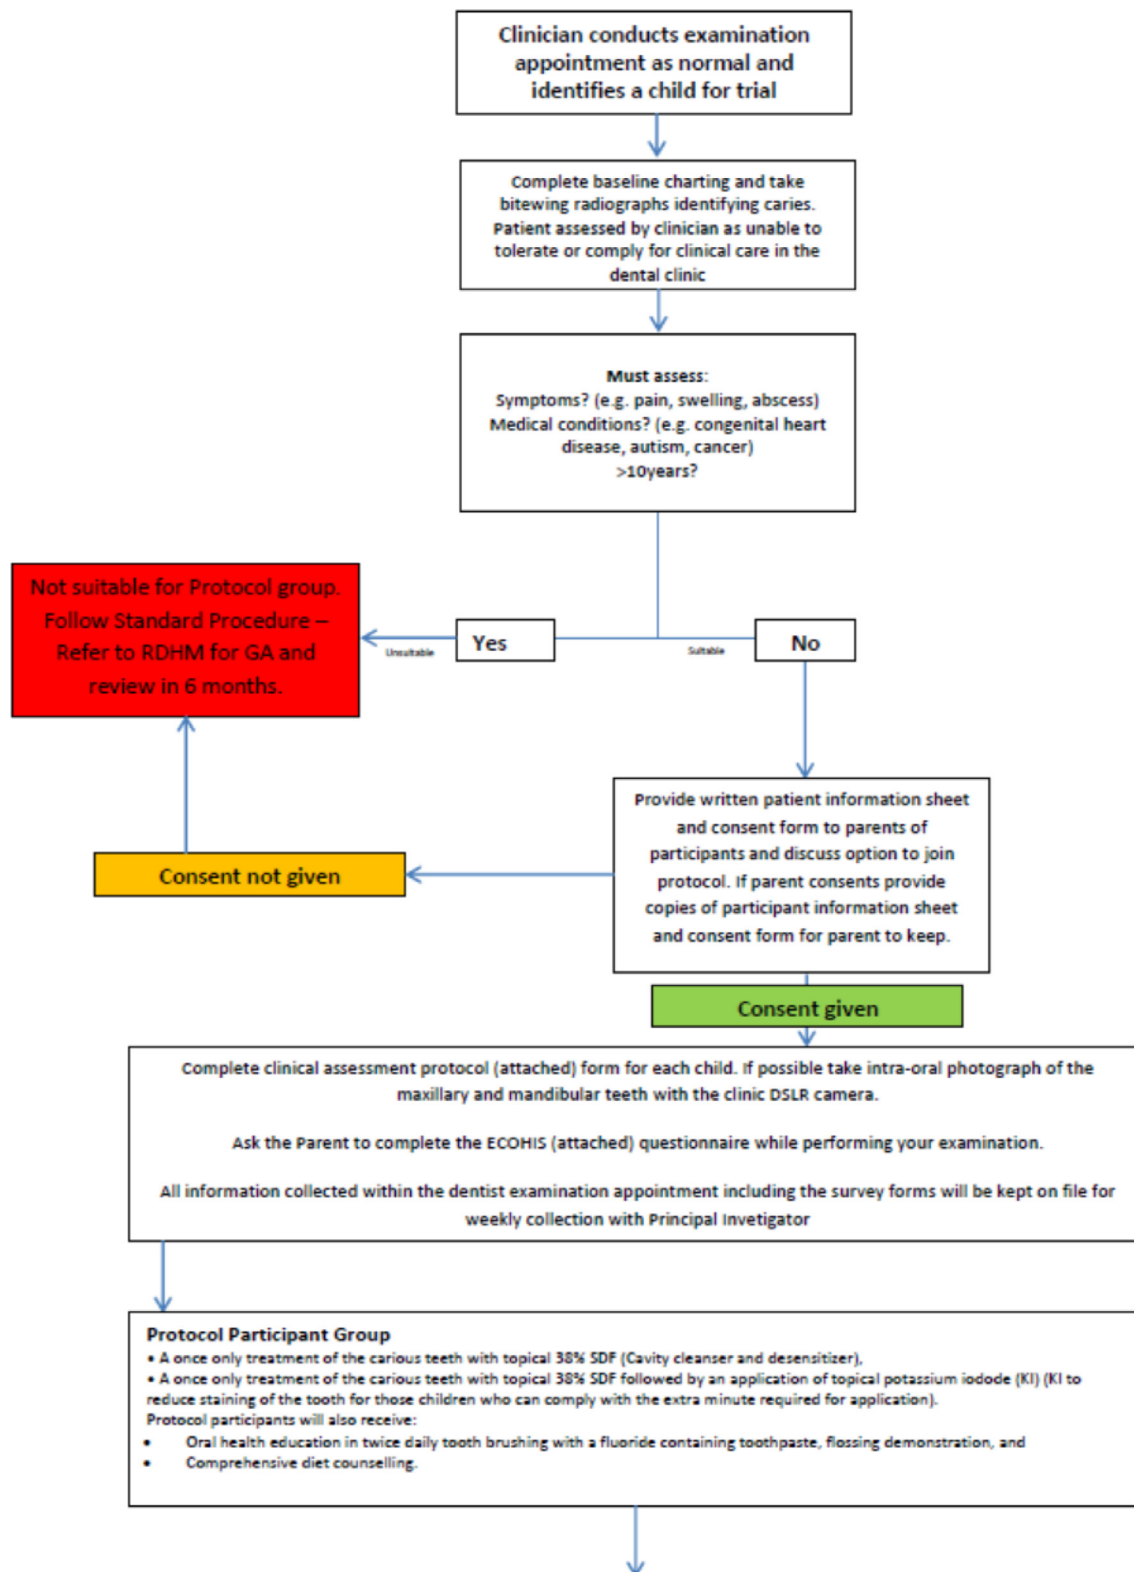 Clinician conducts examination
appointment as normal and
identifies a child for trial
Complete baseline charting and take
bitewing radiographs identifying caries.
Patient assessed by clinician as unable to
tolerate or comply for clinical care in the
dental clinic
Must assess:
Symptoms? (e.g. pain, swelling, abscess)
Medical conditions? (e.g. congenital heart
disease, autism, cancer)
>10years?
Not suitable for Protocol group.
Follow Standard Procedure –
Refer to RDHM for GA and
review in 6 months.
Unsuitable
Yes
Suitable
No
Provide written patient information sheet
and consent form to parents of
participants and discuss option to join
protocol. If parent consents provide
copies of participant information sheet
and consent form for parent to keep.
Consent not given
Consent given
Complete clinical assessment protocol (attached) form for each child. If possible take intra-oral photograph of the
maxillary and mandibular teeth with the clinic DSLR camera.
Ask the Parent to complete the ECOHIS (attached) questionnaire while performing your examination.
All information collected within the dentist examination appointment including the survey forms will be kept on file for
weekly collection with Principal Invetigator
Protocol Participant Group
• A once only treatment of the carious teeth with topical 38% SDF (Cavity cleanser and desensitizer),
• A once only treatment of the carious teeth with topical 38% SDF followed by an application of topical potassium iodode (KI) (KI to
reduce staining of the tooth for those children who can comply with the extra minute required for application).
Protocol participants will also receive:
• Oral health education in twice daily tooth brushing with a fluoride containing toothpaste, flossing demonstration, and
• Comprehensive diet counselling.